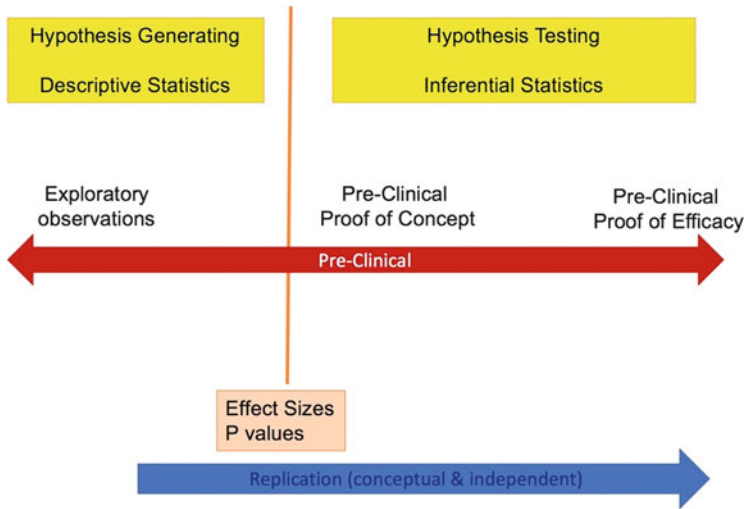 Hypothesis Generating
Descriptive Statistics
Hypothesis Testing
Inferential Statistics
Exploratory
observations
Pre-Clinical
Proof of Concept
Pre-Clinical
Proof of Efficacy
Pre-Clinical
Effect Sizes
P values
Replication (conceptual & independent)